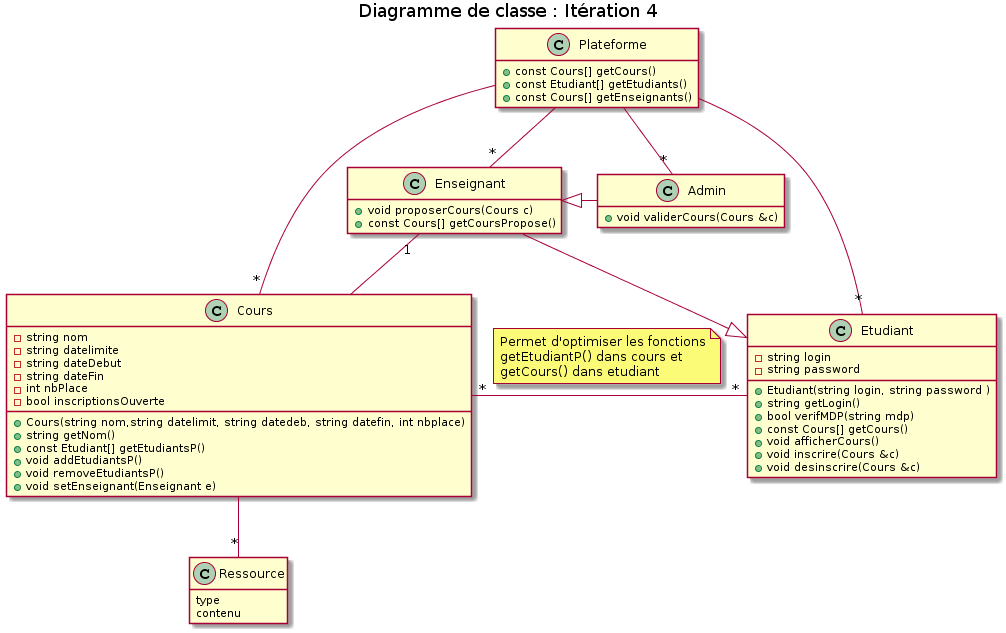 Diagramme de classe : Itération 4
C Plateforme
const Cours[] getCours()
const Etudiant[] getEtudiants()
const Cours[] getEnseignants()
*
*
C Enseignant
void proposerCours(Cours c)
const Cours[] getCoursPropose()
C Admin
void validerCours(Cours &c)
1
*
*
C Cours
string nom
string datelimite
string dateDebut
string dateFin
int nbPlace
bool inscriptionsOuverte
Cours(string nom,string datelimit, string datedeb, string datefin, int nbplace)
string getNom()
const Etudiant[] getEtudiantsP()
void addEtudiantsP()
void removeEtudiantsP()
void setEnseignant(Enseignant e)
Permet d'optimiser les fonctions
getEtudiantP() dans cours et
getCours() dans etudiant
*
*
C Etudiant
string login
string password
Etudiant(string login, string password )
string getLogin()
bool verifMDP(string mdp)
const Cours[] getCours()
void afficherCours()
void inscrire(Cours &c)
void desinscrire(Cours &c)
*
C Ressource
type
contenu